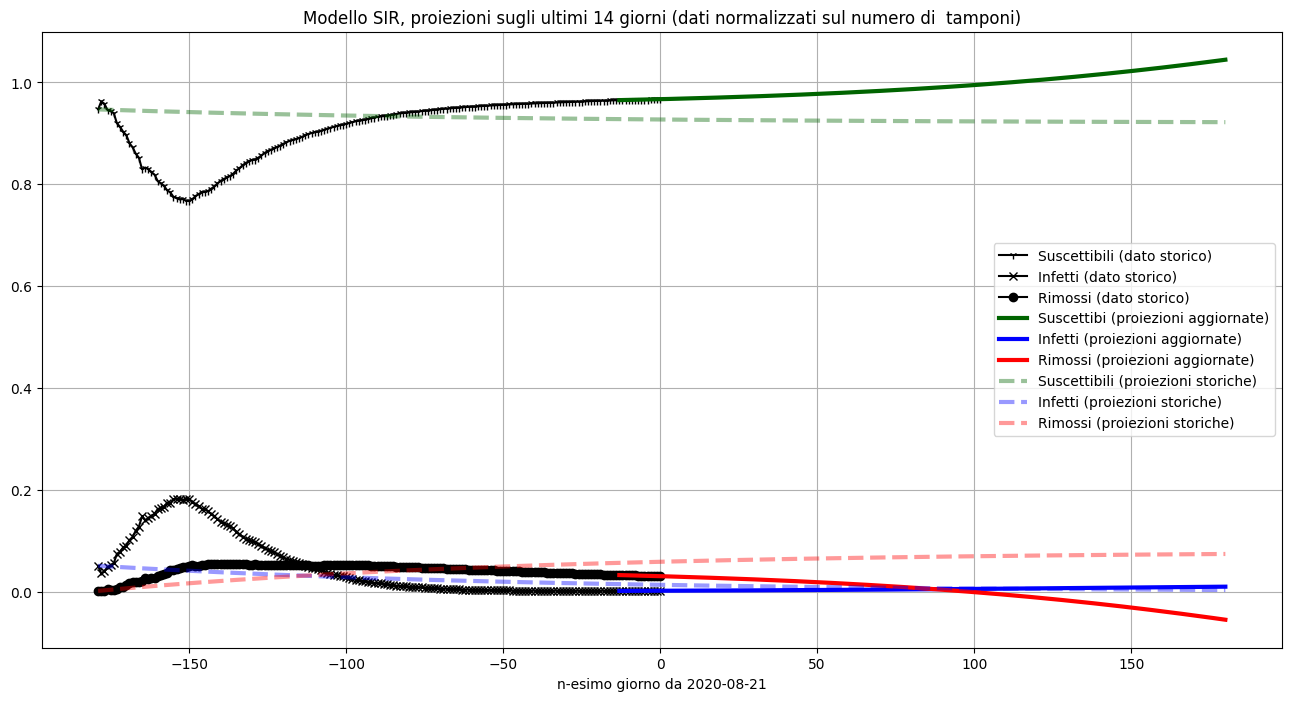 Modello SIR, proiezioni sugli ultimi 14 giorni (dati normalizzati sul numero di  tamponi)
1.0
0.8
0.6
0.4
0.2
0.0
Suscettibili (dato storico)
Infetti (dato storico)
Rimossi (dato storico)
Suscettibi (proiezioni aggiornate)
Infetti (proiezioni aggiornate)
Rimossi (proiezioni aggiornate)
Suscettibili (proiezioni storiche)
Infetti (proiezioni storiche)
Rimossi (proiezioni storiche)
−150 −100 −50 0 50 100 150
n-esimo giorno da 2020-08-21